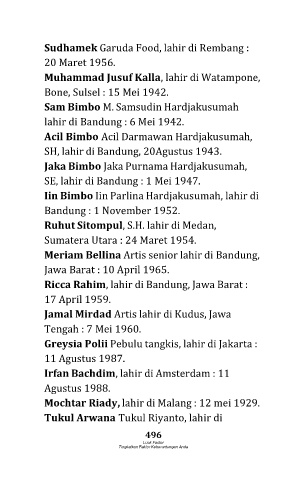 Sudhamek Garuda Food, lahir di Rembang :
20 Maret 1956.
Muhammad Jusuf Kalla, lahir di Watampone,
Bone, Sulsel : 15 Mei 1942.
Sam Bimbo M. Samsudin Hardjakusumah
lahir di Bandung : 6 Mei 1942.
Acil Bimbo Acil Darmawan Hardjakusumah,
SH, lahir di Bandung, 20Agustus 1943.
Jaka Bimbo Jaka Purnama Hardjakusumah,
SE, lahir di Bandung : 1 Mei 1947.
Iin Bimbo Iin Parlina Hardjakusumah, lahir di
Bandung : 1 November 1952.
Ruhut Sitompul, S.H. lahir di Medan,
Sumatera Utara : 24 Maret 1954.
Meriam Bellina Artis senior lahir di Bandung,
Jawa Barat : 10 April 1965.
Ricca Rahim, lahir di Bandung, Jawa Barat :
17 April 1959.
Jamal Mirdad Artis lahir di Kudus, Jawa
Tengah : 7 Mei 1960.
Greysia Polii Pebulu tangkis, lahir di Jakarta :
11 Agustus 1987.
Irfan Bachdim, lahir di Amsterdam : 11
Agustus 1988.
Mochtar Riady, lahir di Malang : 12 mei 1929.
Tukul Arwana Tukul Riyanto, lahir di
496
Tingkatkan Faktor Keberuntungan Anda